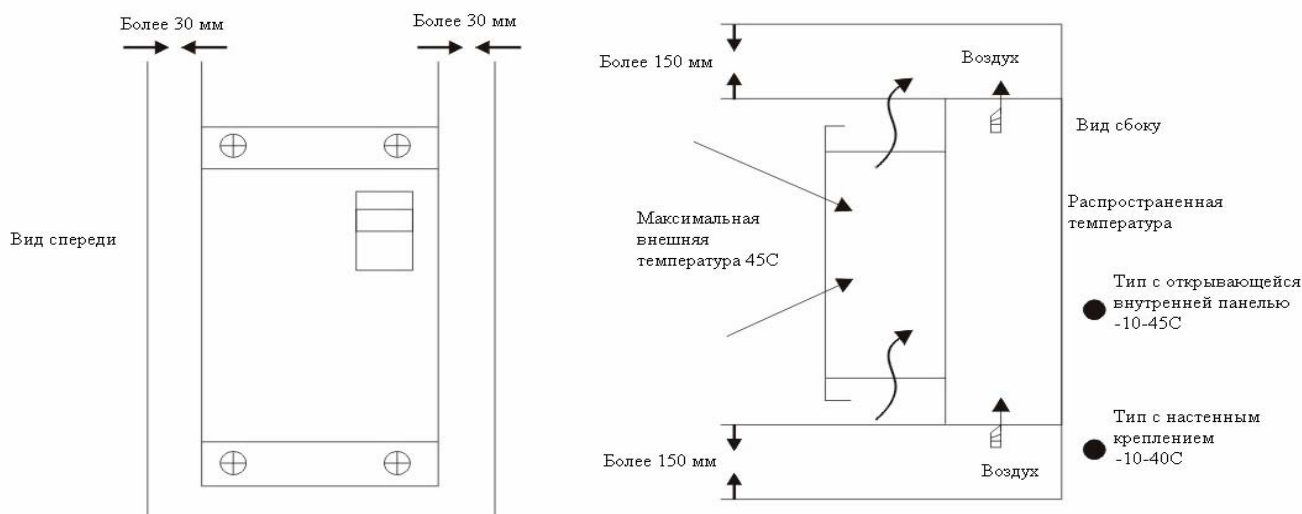 Более 30 мм
Более 30 мм
Вид спереди
Более 150 мм
Воздух
Вид сбоку
Максимальная
внешняя
температура 45С
Распространенная
температура
Тип с открывающейся
внутренней панелью
-10-45С
Более 150 мм
Воздух
Тип с настенным
креплением
-10-40С